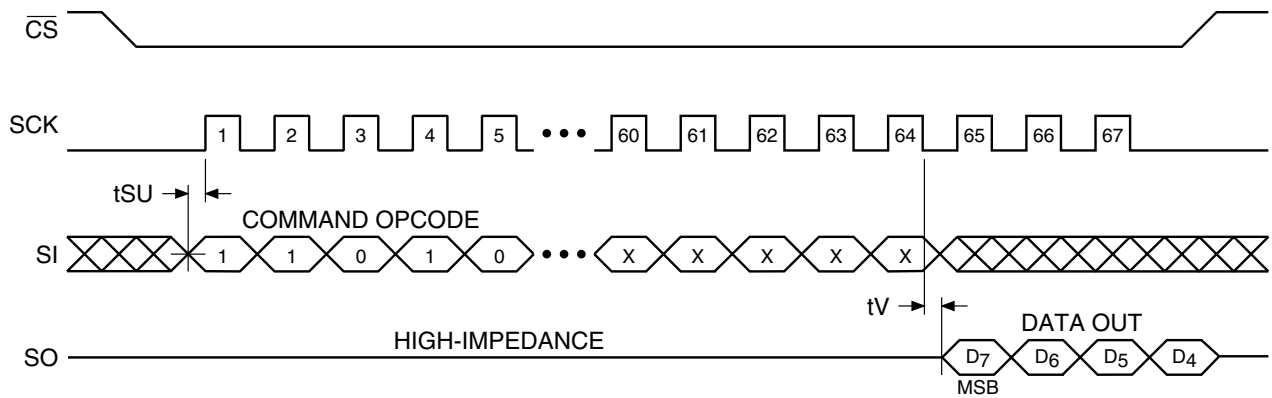 CS
SCK 1 2 3 4 5 ••• 60 61 62 63 64 65 66 67
tSU
COMMAND OPCODE
SI 1 1 0 1 0 ••• X X X X X
tV
HIGH-IMPEDANCE
DATA OUT
SO D7 D6 D5 D4
MSB